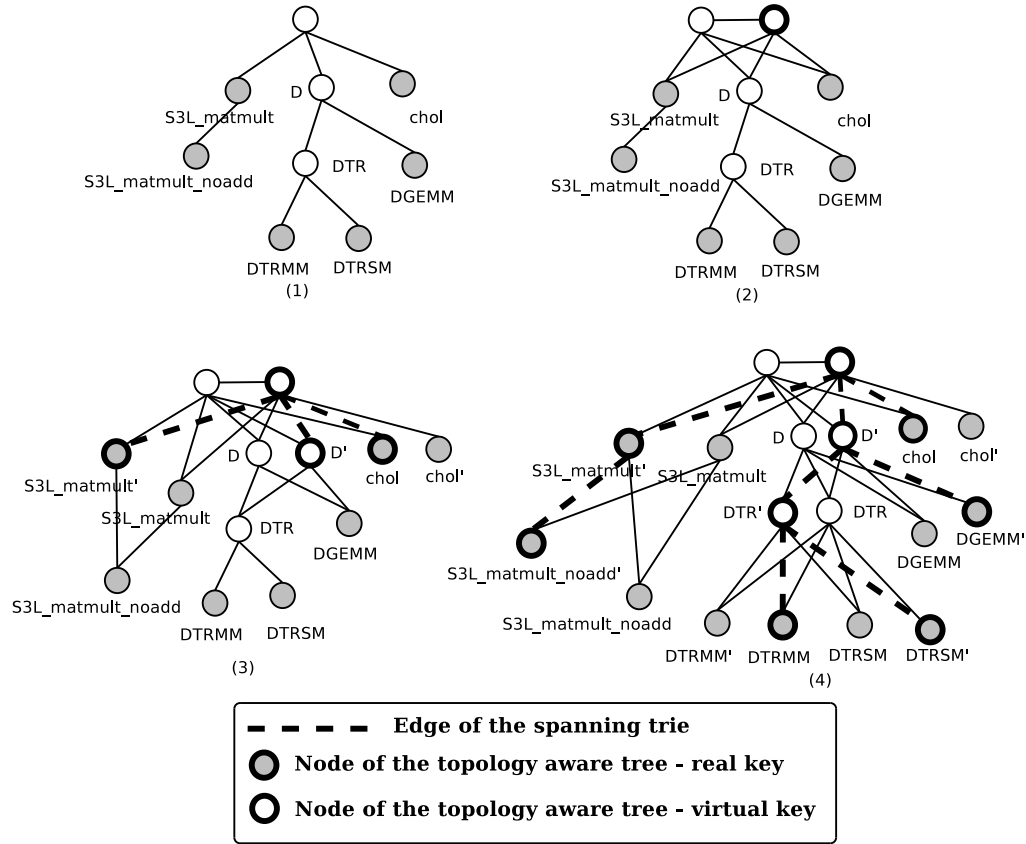 D
S3L_matmult
chol
S3L_matmult_noadd
DTR
DGEMM
DTRMM
DTRSM
(1)
D
S3L_matmult
chol
S3L_matmult_noadd
DTR
DGEMM
DTRMM
DTRSM
(2)
D
D'
chol
chol'
S3L_matmult'
S3L_matmult
DTR
DGEMM
S3L_matmult_noadd
DTRMM
DTRSM
(3)
D
D'
chol
chol'
S3L_matmult'
S3L_matmult
DTR'
DTR
DGEMM'
DGEMM
S3L_matmult_noadd'
S3L_matmult_noadd
DTRMM'
DTRMM
DTRSM
DTRSM'
(4)
Edge of the spanning trie
Node of the topology aware tree - real key
Node of the topology aware tree - virtual key